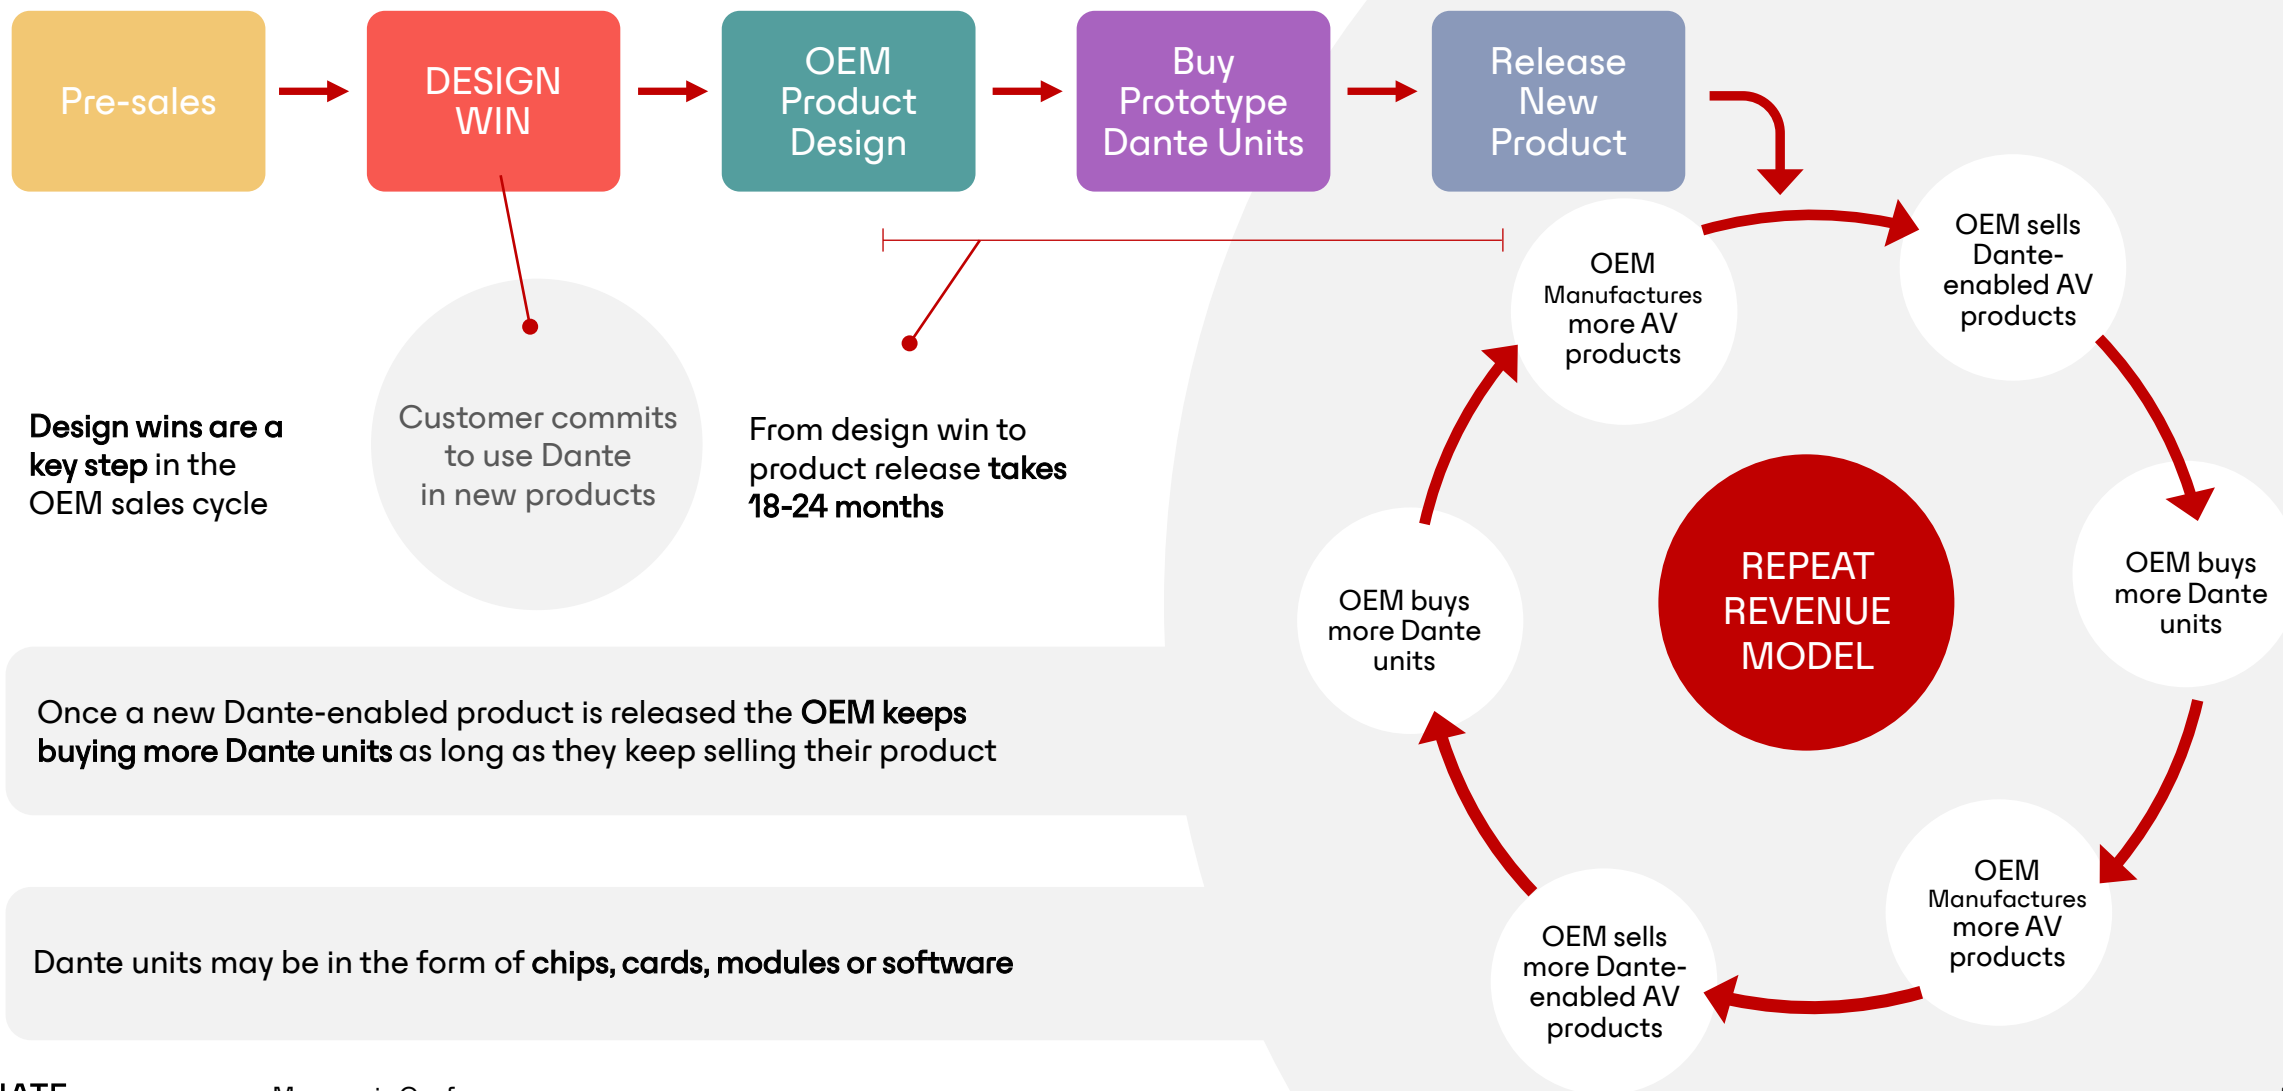 Pre-sales
DESIGN
WIN
OEM
Product
Design
Buy
Prototype
Dante Units
Release
New
Product
Design wins are a
key step in the
OEM sales cycle
Customer commits
to use Dante
in new products
From design win to
product release takes
18-24 months
Once a new Dante-enabled product is released the OEM keeps
buying more Dante units as long as they keep selling their product
Dante units may be in the form of chips, cards, modules or software
OEM
Manufactures
more AV
products
OEM sells
Dante-
enabled AV
products
OEM buys
more Dante
units
OEM
Manufactures
more AV
products
OEM sells
more Dante-
enabled AV
products
OEM buys
more Dante
units
REPEAT
REVENUE
MODEL